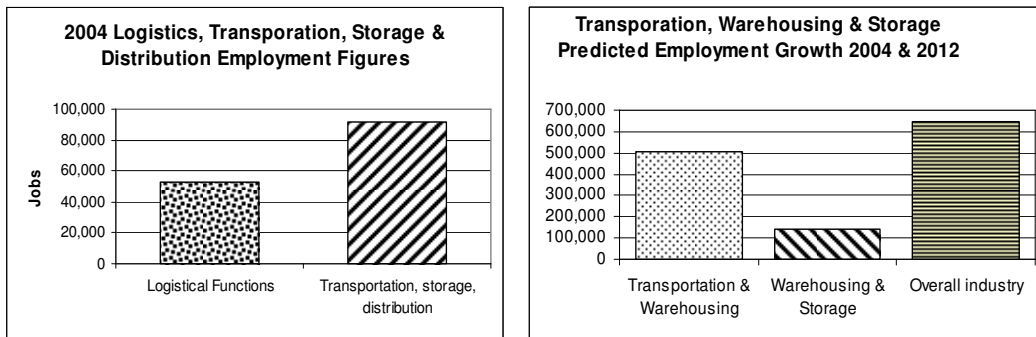 2004 Logistics, Transporation, Storage &
Distribution Employment Figures
100,000
80,000
60,000
40,000
20,000
0
Jobs
Logistical Functions
Transportation, storage,
distribution
Transporation, Warehousing & Storage
Predicted Employment Growth 2004 & 2012
700,000
600,000
500,000
400,000
300,000
200,000
100,000
0
Transportation &
Warehousing
Warehousing &
Storage
Overall industry